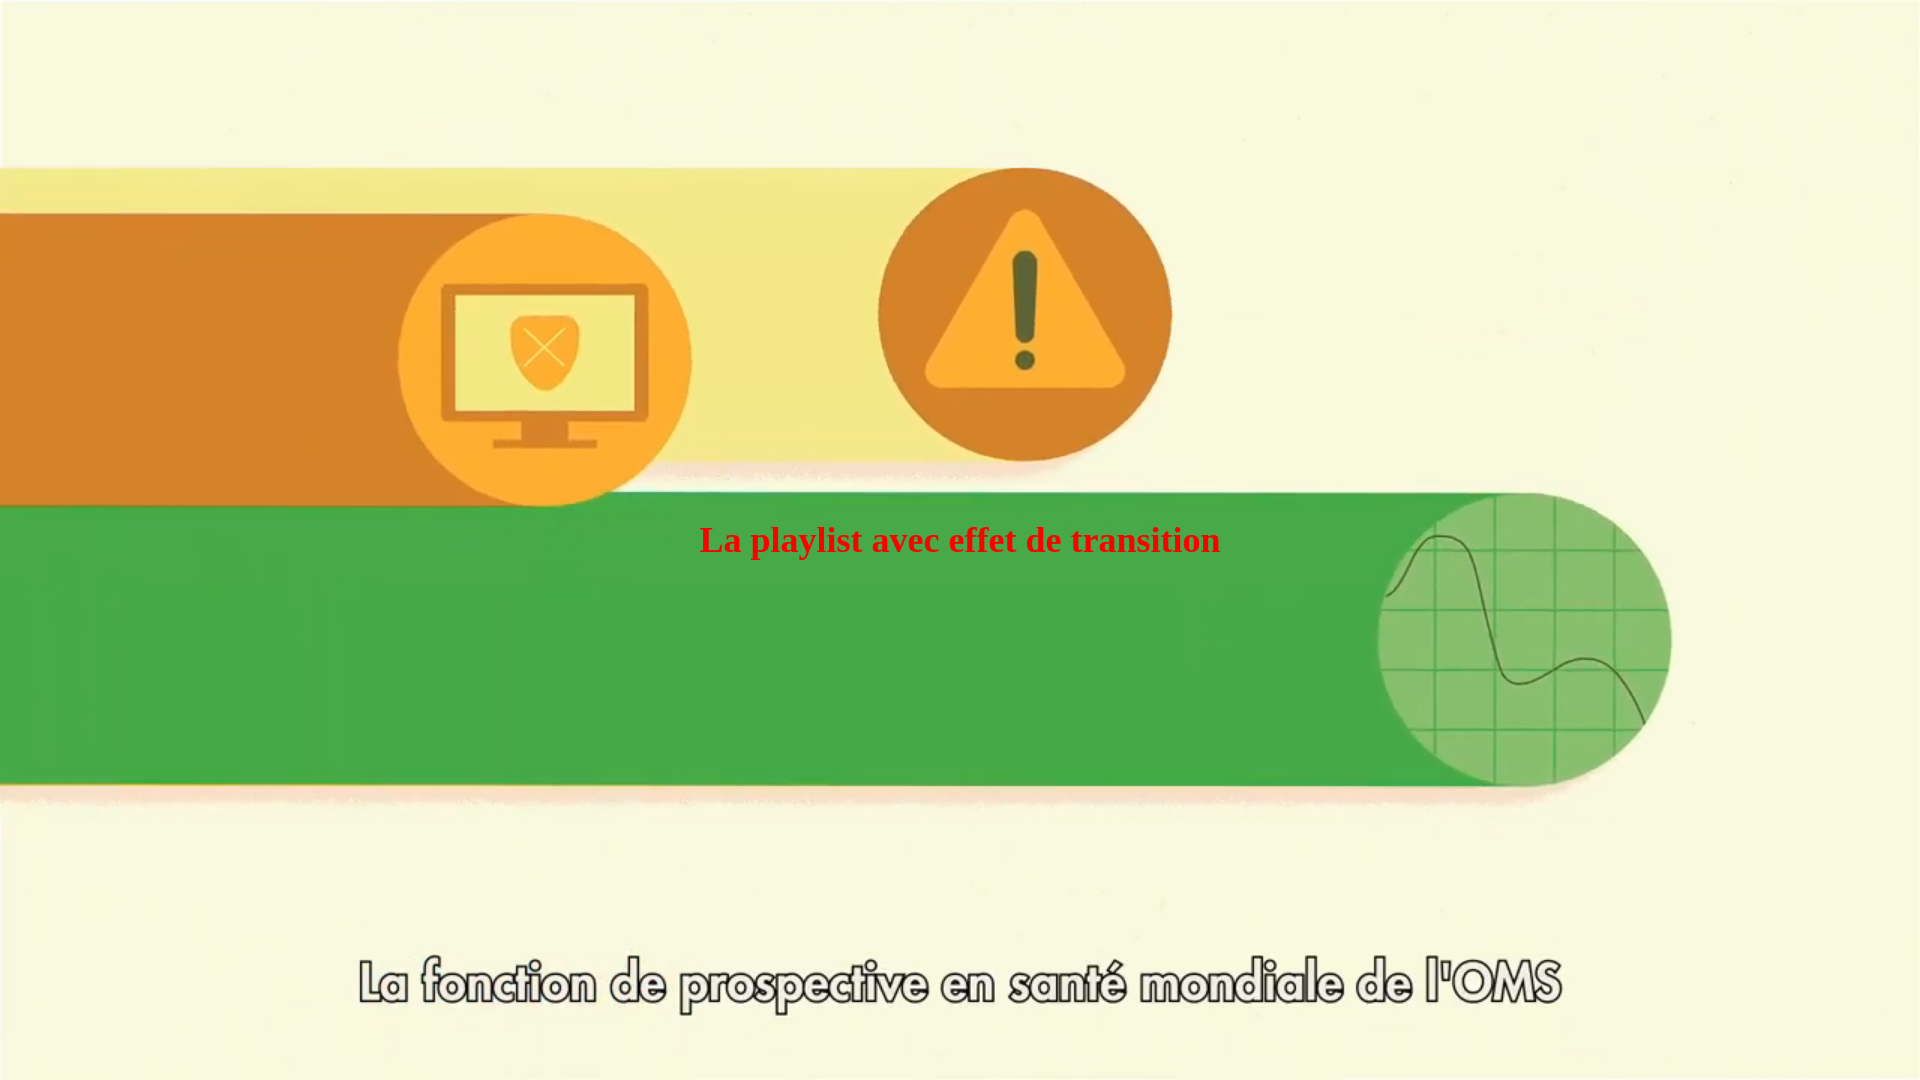 La playlist avec effet de transition
La fonction de prospective en santé mondiale de l'OMS